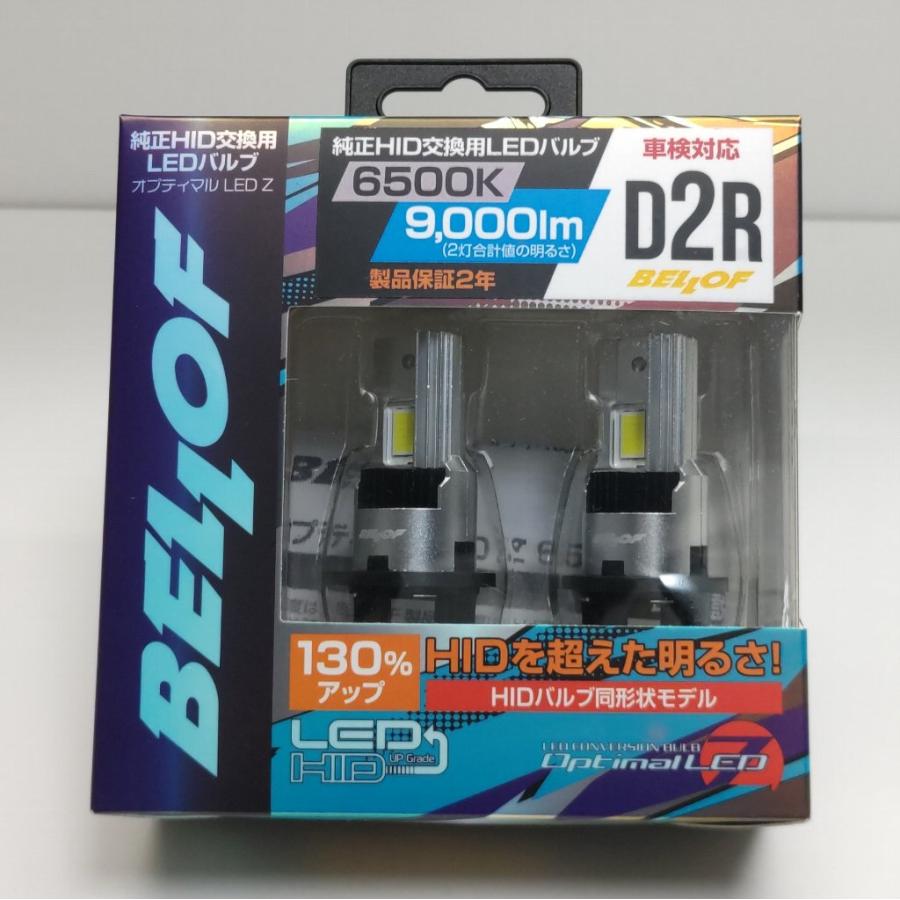 純正HID交換用
LEDバルブ
オプティマル LED Z
BELLOF
純正HID交換用LEDバルブ
6500K
9,000lm
(2灯合計値の明るさ)
製品保証2年
車検対応
D2R
BELLOF
BELLOF
BELLOF
130%
アップ
HIDを超えた明るさ!
HIDバルブ同形状モデル
LED
HID
UP Grade
LED CONVERSION BULB
Optimal LED Z